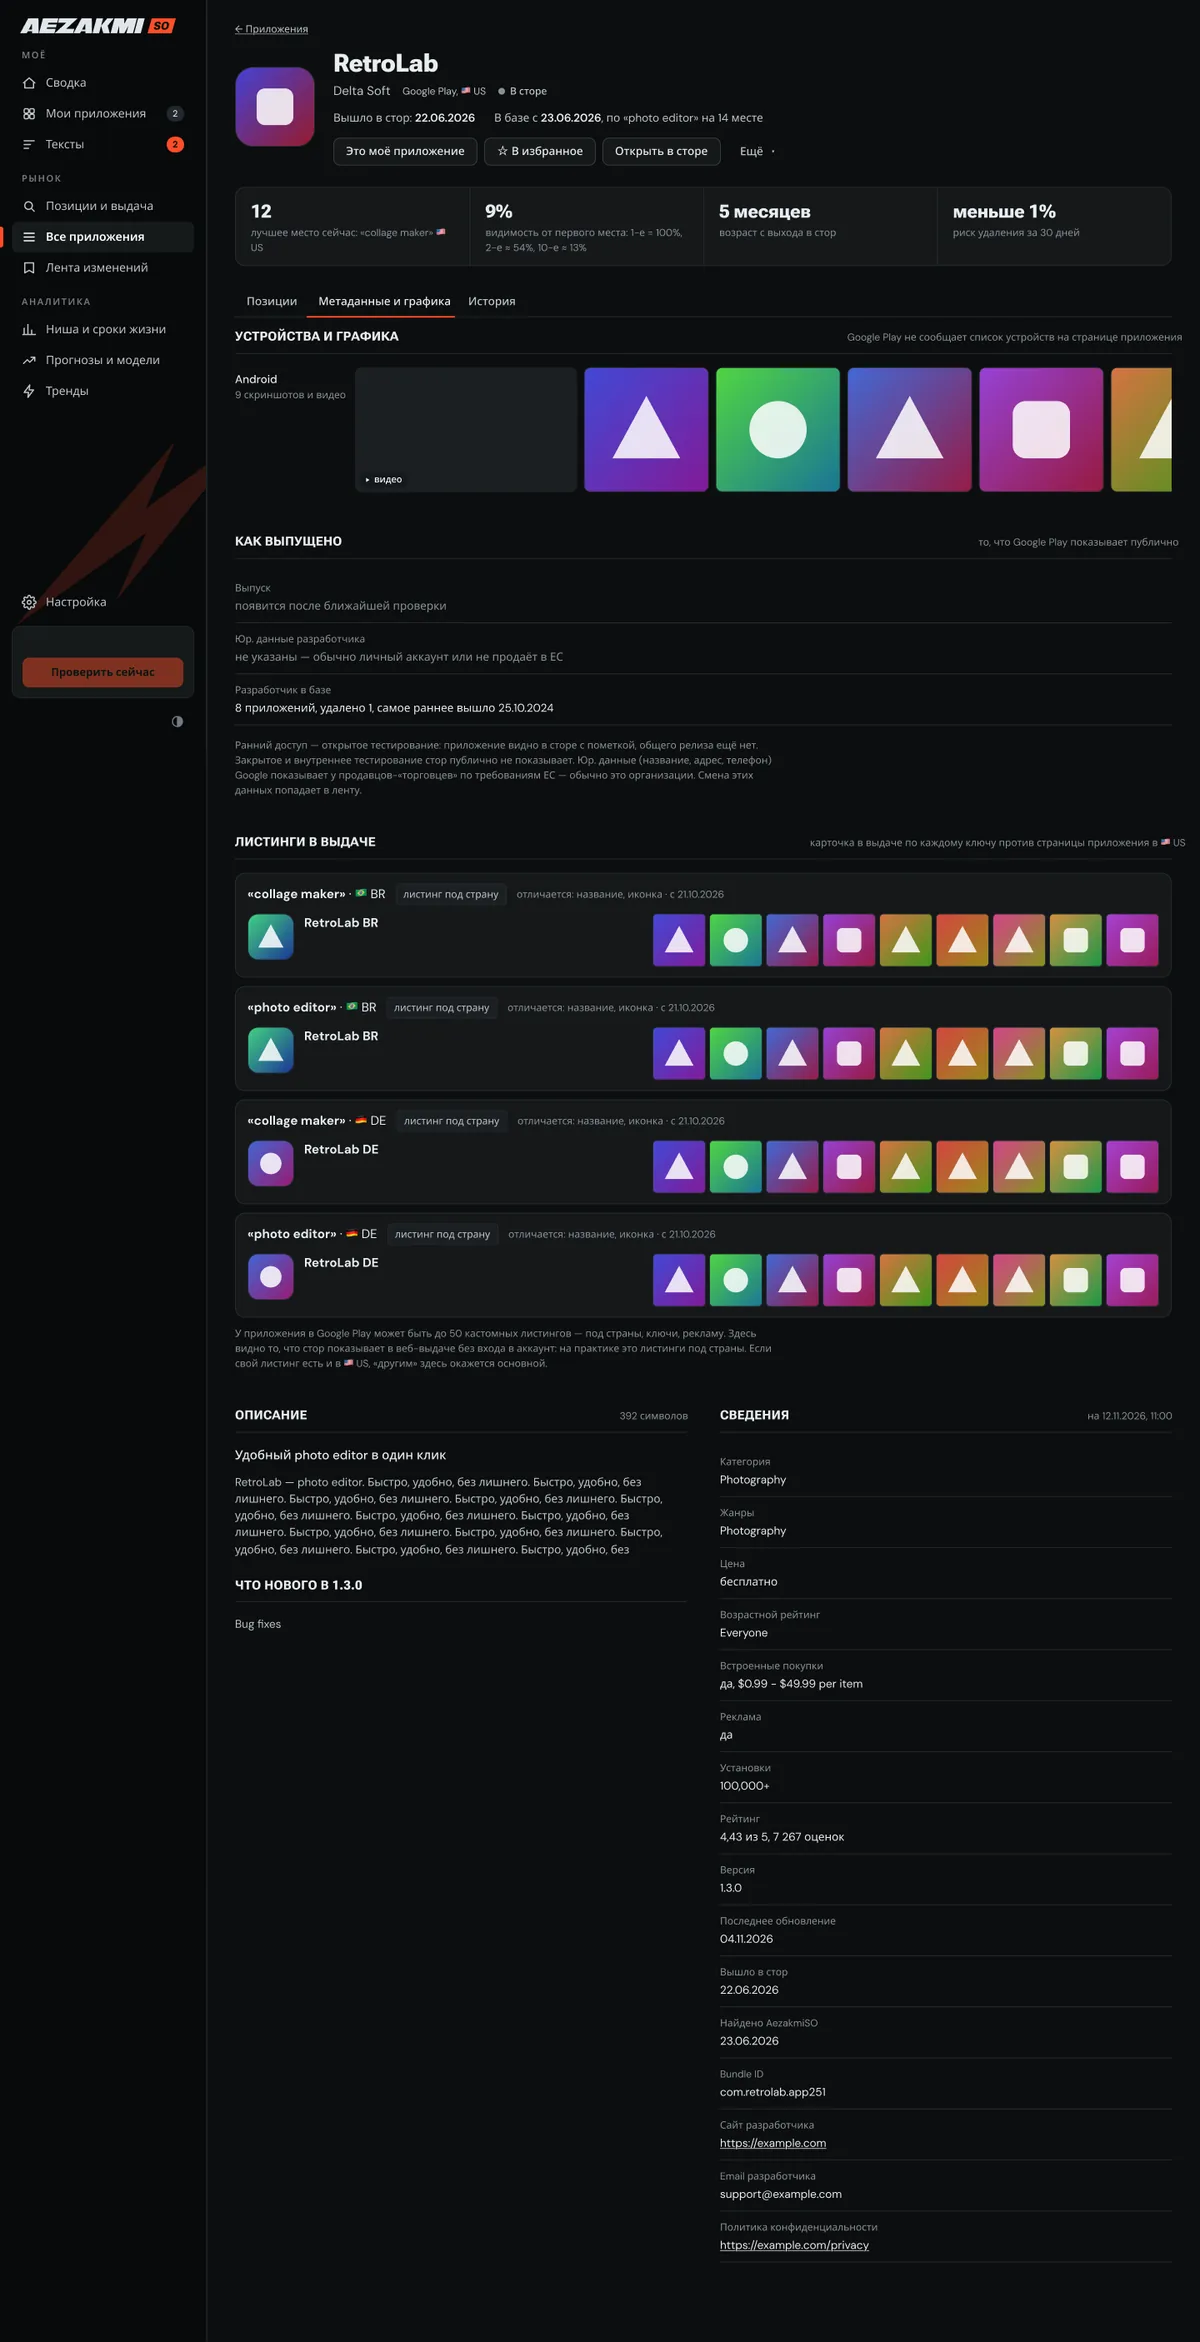 AEZAKMI SO
МОЁ
Сводка
Мои приложения 2
Тексты 2
РЫНОК
Позиции и выдача
Все приложения
Лента изменений
АНАЛИТИКА
Ниша и сроки жизни
Прогнозы и модели
Тренды
Настройка
Проверить сейчас
← Приложения
RetroLab
Delta Soft Google Play, 🇺🇸 US В сторе
Вышло в стор: 22.06.2026 В базе с 23.06.2026, по «photo editor» на 14 месте
Это моё приложение ☆ В избранное Открыть в сторе Ещё
12
лучшее место сейчас: «collage maker» 🇺🇸
US
9%
видимость от первого места: 1-е = 100%,
2-е = 54%, 10-е = 13%
5 месяцев
возраст с выхода в стор
меньше 1%
риск удаления за 30 дней
Позиции Метаданные и графика История
УСТРОЙСТВА И ГРАФИКА Google Play не сообщает список устройств на странице приложения
Android
9 скриншотов и видео
▸ видео
КАК ВЫПУЩЕНО то, что Google Play показывает публично
Выпуск
появится после ближайшей проверки
Юр. данные разработчика
не указаны — обычно личный аккаунт или не продаёт в ЕС
Разработчик в базе
8 приложений, удалено 1, самое раннее вышло 25.10.2024
Ранний доступ — открытое тестирование: приложение видно в сторе с пометкой, общего релиза ещё нет.
Закрытое и внутреннее тестирование стор публично не показывает. Юр. данные (название, адрес, телефон)
Google показывает у продавцов-«торговцев» по требованиям ЕС — обычно это организации. Смена этих
данных попадает в ленту.
ЛИСТИНГИ В ВЫДАЧЕ карточка в выдаче по каждому ключу против страницы приложения в 🇺🇸 US
«collage maker» · 🇧🇷 BR листинг под страну отличается: название, иконка · с 21.10.2026
RetroLab BR
«photo editor» · 🇧🇷 BR листинг под страну отличается: название, иконка · с 21.10.2026
RetroLab BR
«collage maker» · 🇩🇪 DE листинг под страну отличается: название, иконка · с 21.10.2026
RetroLab DE
«photo editor» · 🇩🇪 DE листинг под страну отличается: название, иконка · с 21.10.2026
RetroLab DE
У приложения в Google Play может быть до 50 кастомных листингов — под страны, ключи, рекламу. Здесь
видно то, что стор показывает в веб-выдаче без входа в аккаунт: на практике это листинги под страны. Если
свой листинг есть и в 🇺🇸 US, «другим» здесь окажется основной.
ОПИСАНИЕ 392 символов
Удобный photo editor в один клик
RetroLab — photo editor. Быстро, удобно, без лишнего. Быстро, удобно, без
лишнего. Быстро, удобно, без лишнего. Быстро, удобно, без лишнего. Быстро,
удобно, без лишнего. Быстро, удобно, без лишнего. Быстро, удобно, без
лишнего. Быстро, удобно, без лишнего. Быстро, удобно, без лишнего. Быстро,
удобно, без лишнего. Быстро, удобно, без лишнего. Быстро, удобно, без
ЧТО НОВОГО В 1.3.0
Bug fixes
СВЕДЕНИЯ на 12.11.2026, 11:00
Категория
Photography
Жанры
Photography
Цена
бесплатно
Возрастной рейтинг
Everyone
Встроенные покупки
да, $0.99 - $49.99 per item
Реклама
да
Установки
100,000+
Рейтинг
4,43 из 5, 7 267 оценок
Версия
1.3.0
Последнее обновление
04.11.2026
Вышло в стор
22.06.2026
Найдено AezakmiSO
23.06.2026
Bundle ID
com.retrolab.app251
Сайт разработчика
https://example.com
Email разработчика
support@example.com
Политика конфиденциальности
https://example.com/privacy